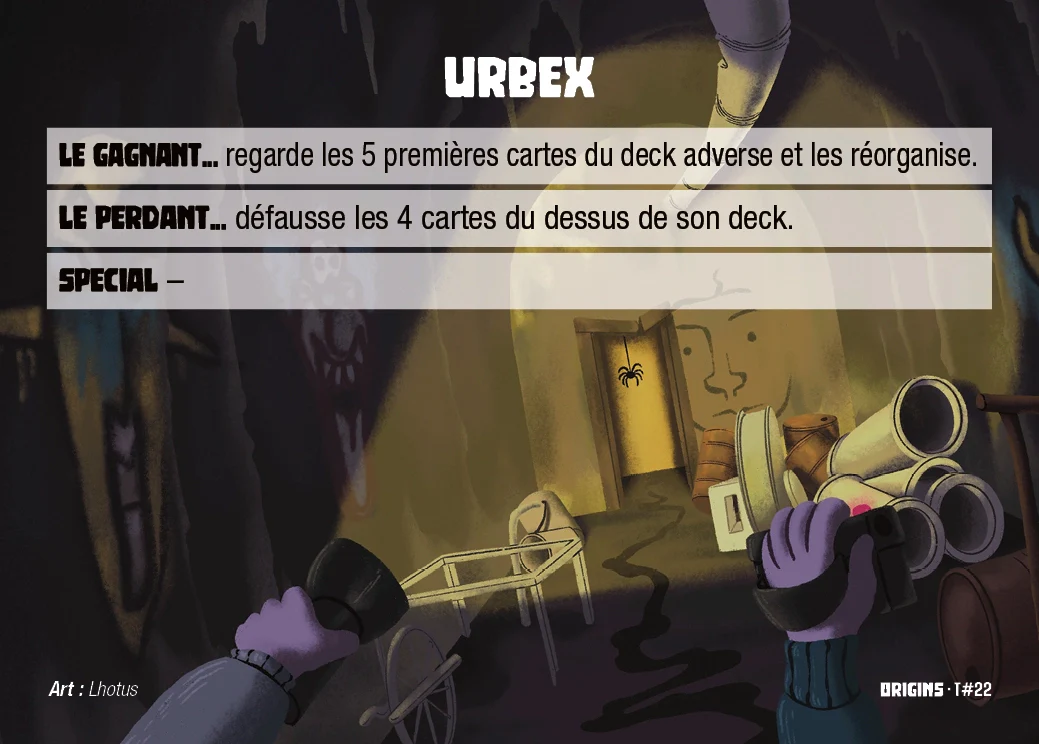 URBEX
LE GAGNANT... regarde les 5 premières cartes du deck adverse et les réorganise.
LE PERDANT... défausse les 4 cartes du dessus de son deck.
SPECIAL –
Art : Lhotus
ORIGINS · T#22